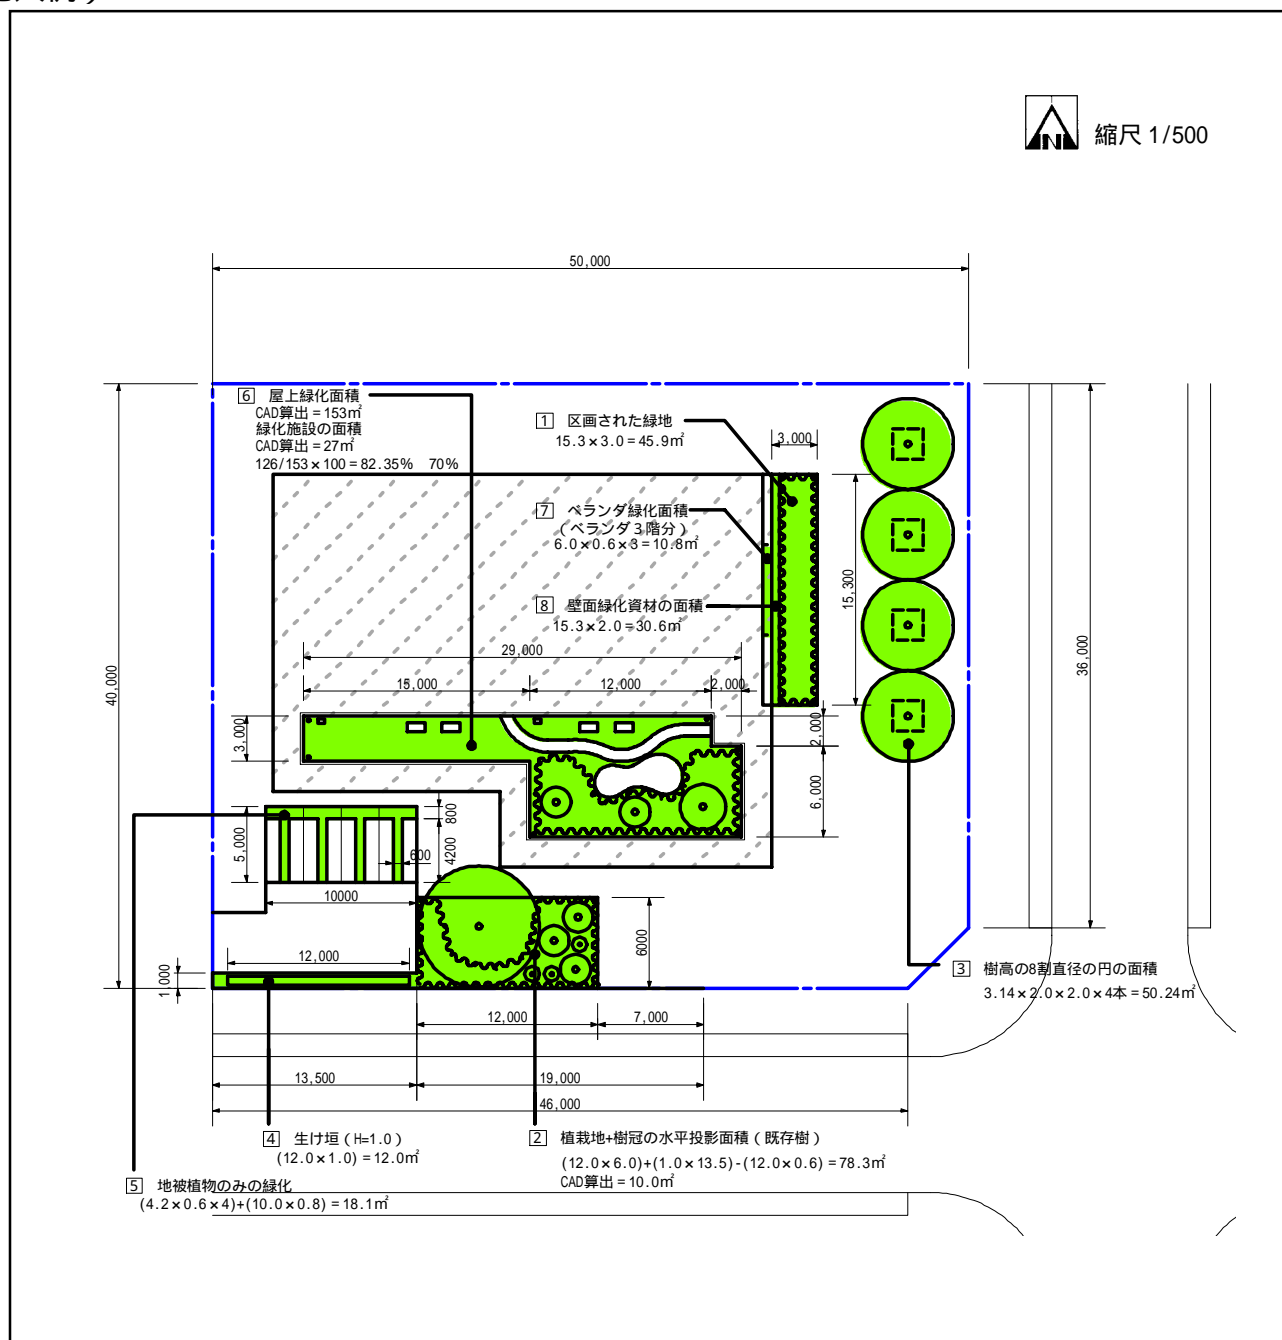 N 縮尺 1/500
50,000
40,000
36,000
6 屋上緑化面積
CAD算出＝153㎡
緑化施設の面積
CAD算出＝27㎡
126/153×100＝82.35% 70%
1 区画された緑地
15.3×3.0＝45.9㎡
3,000
7 ベランダ緑化面積
(ベランダ3階分)
6.0×0.6×3＝10.8㎡
8 壁面緑化資材の面積
15.3×2.0＝30.6㎡
15,300
29,000
15,000
12,000
2,000
3,000
2,000
6,000
5,000
800
4200
600
10000
12,000
1,000
6000
3 樹高の8割直径の円の面積
3.14×2.0×2.0×4本＝50.24㎡
12,000
7,000
13,500
19,000
46,000
4 生け垣(H=1.0)
(12.0×1.0)＝12.0㎡
2 植栽地+樹冠の水平投影面積(既存樹)
(12.0×6.0)+(1.0×13.5)-(12.0×0.6)＝78.3㎡
CAD算出＝10.0㎡
5 地被植物のみの緑化
(4.2×0.6×4)+(10.0×0.8)＝18.1㎡